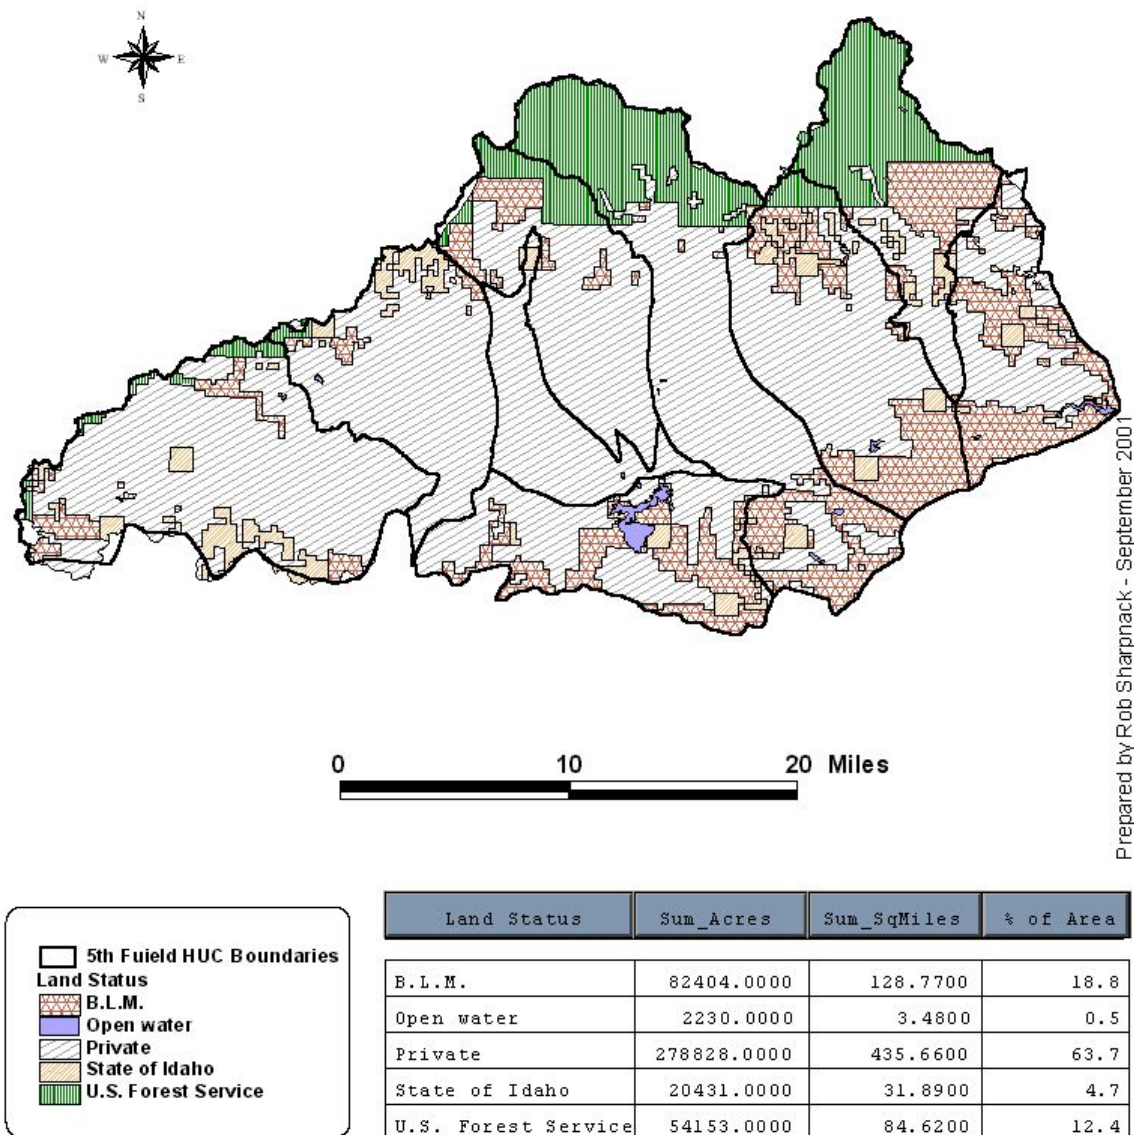 N
W E
S
Prepared by Rob Sharpnack - September 2001
0 10 20 Miles
5th Fuield HUC Boundaries
Land Status
B.L.M.
Open water
Private
State of Idaho
U.S. Forest Service
Land Status Sum_Acres Sum_SqMiles % of Area
B.L.M. 82404.0000 128.7700 18.8
Open water 2230.0000 3.4800 0.5
Private 278828.0000 435.6600 63.7
State of Idaho 20431.0000 31.8900 4.7
U.S. Forest Service 54153.0000 84.6200 12.4